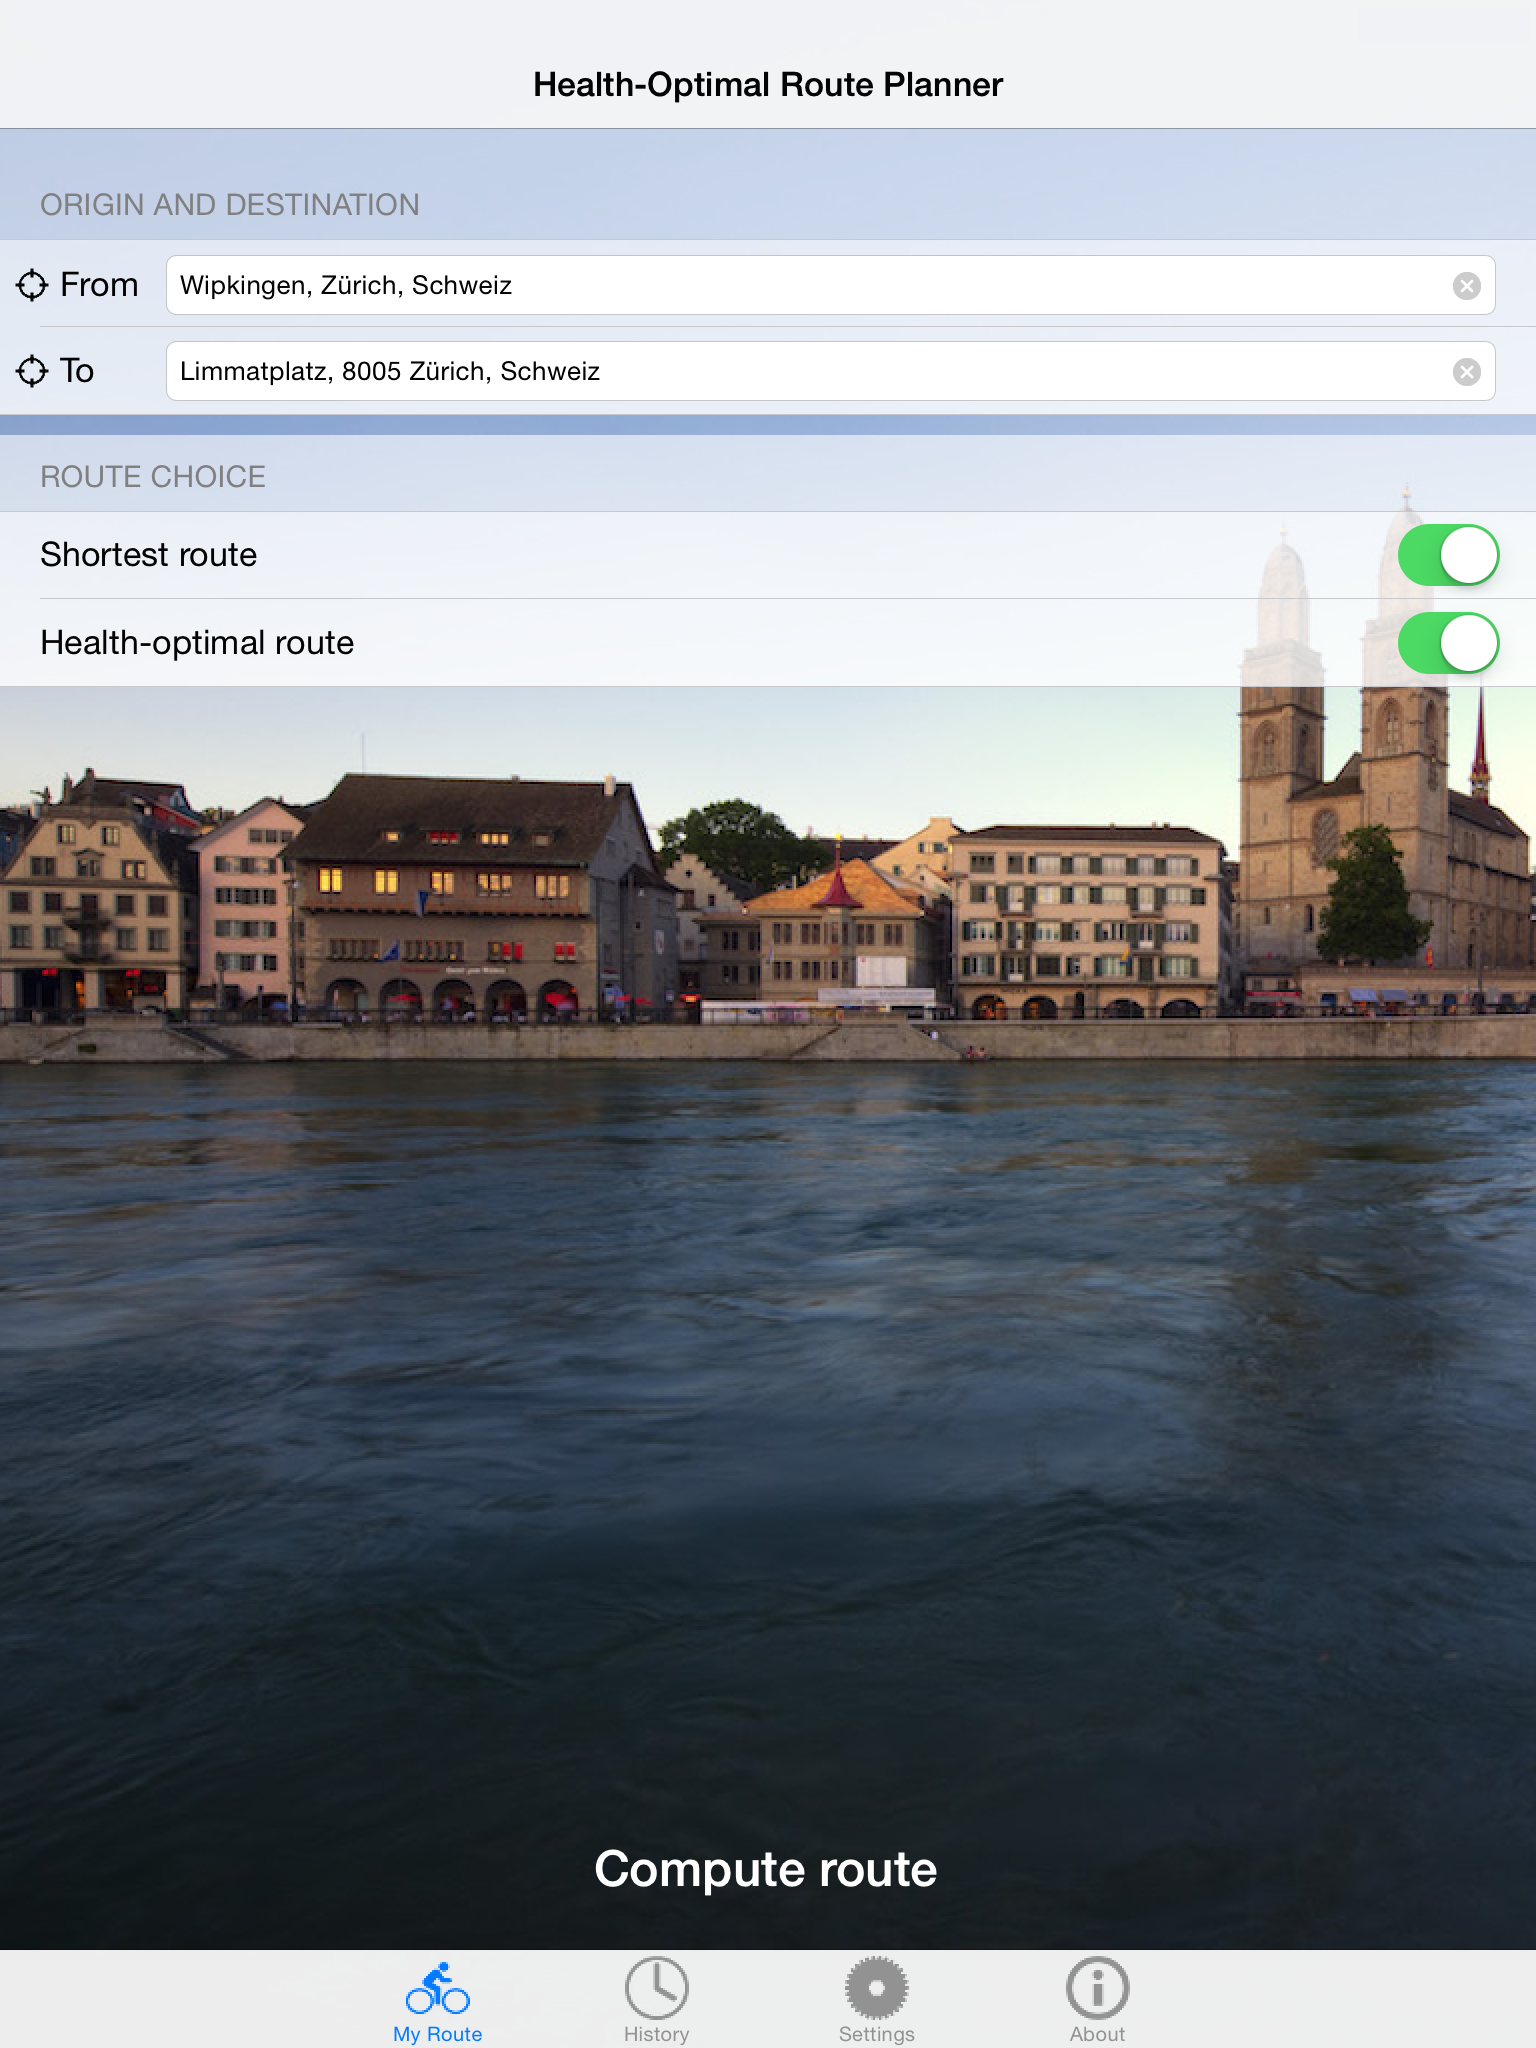 Health-Optimal Route Planner
ORIGIN AND DESTINATION
From Wipkingen, Zürich, Schweiz
To Limmatplatz, 8005 Zürich, Schweiz
ROUTE CHOICE
Shortest route
Health-optimal route
Compute route
My Route History Settings About